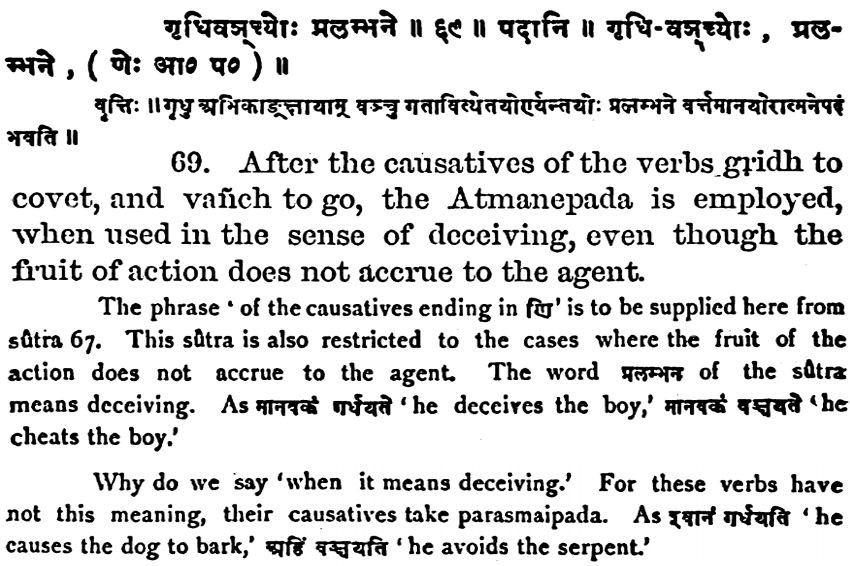 गृधिवञ्च्योः प्रलम्भने ॥ ६९ ॥ पदानि ॥ गृधि-वञ्च्योः , प्रल-
म्भने , ( णेः आ० प० ) ॥
वृत्तिः ॥ गृधु अभिकाङ्क्षायाम् वञ्चु गतावित्येतयोर्ण्यन्तयोः प्रलम्भने वर्त्तमानयोरात्मनेपदं
भवति ॥
69. After the causatives of the verbs gridh to
covet, and vañch to go, the Atmanepada is employed,
when used in the sense of deceiving, even though the
fruit of action does not accrue to the agent.
The phrase ' of the causatives ending in णि' is to be supplied here from
sûtra 67. This sûtra is also restricted to the cases where the fruit of the
action does not accrue to the agent. The word प्रलम्भन of the sûtra
means deceiving. As मानवकं गर्धयते ' he deceives the boy,' मानवकं वञ्चयते ' he
cheats the boy.'
Why do we say 'when it means deceiving.' For these verbs have
not this meaning, their causatives take parasmaipada. As श्वानं गर्धयति ' he
causes the dog to bark,' अहिं वञ्चयति ' he avoids the serpent.'